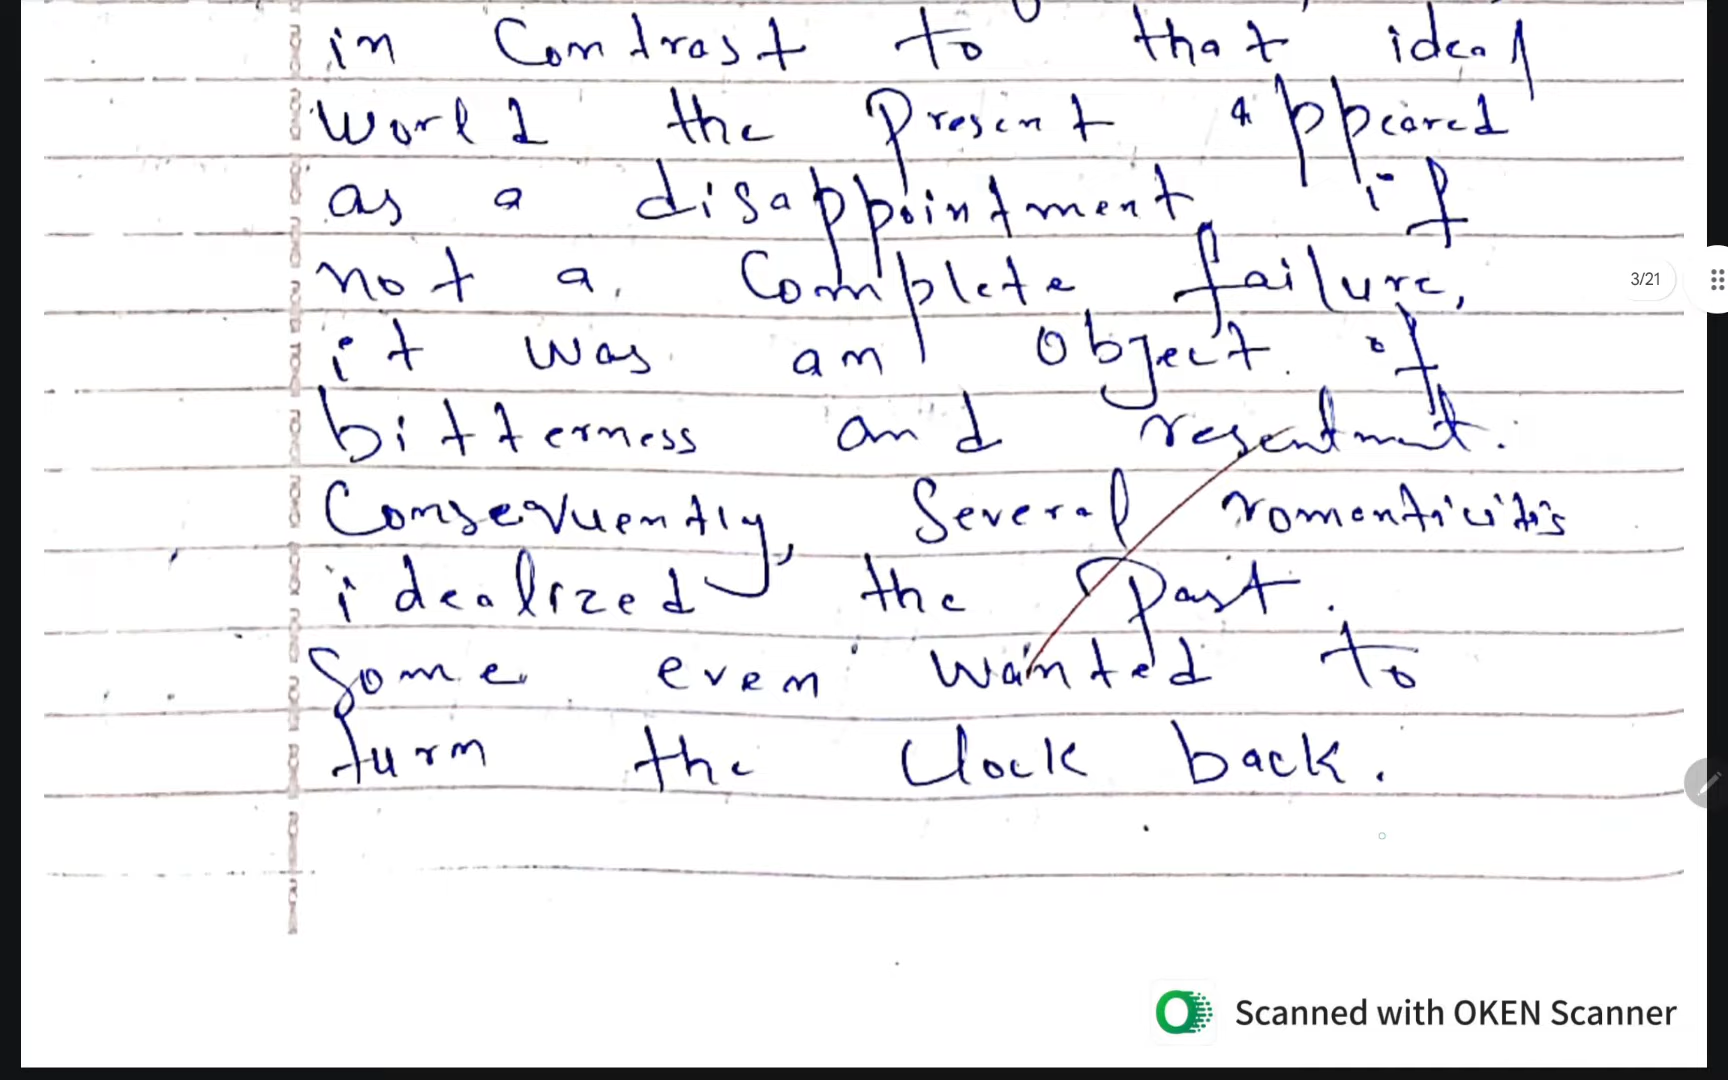 in Contrast to that ideal
World the Present appeared
as a disappointment, if
not a complete failure,
it was an object of
bitterness and resentment.
Consequently, Several romanticitis
idealized the Past.
Some even wanted to
turn the Clock back.
3/21
Scanned with OKEN Scanner